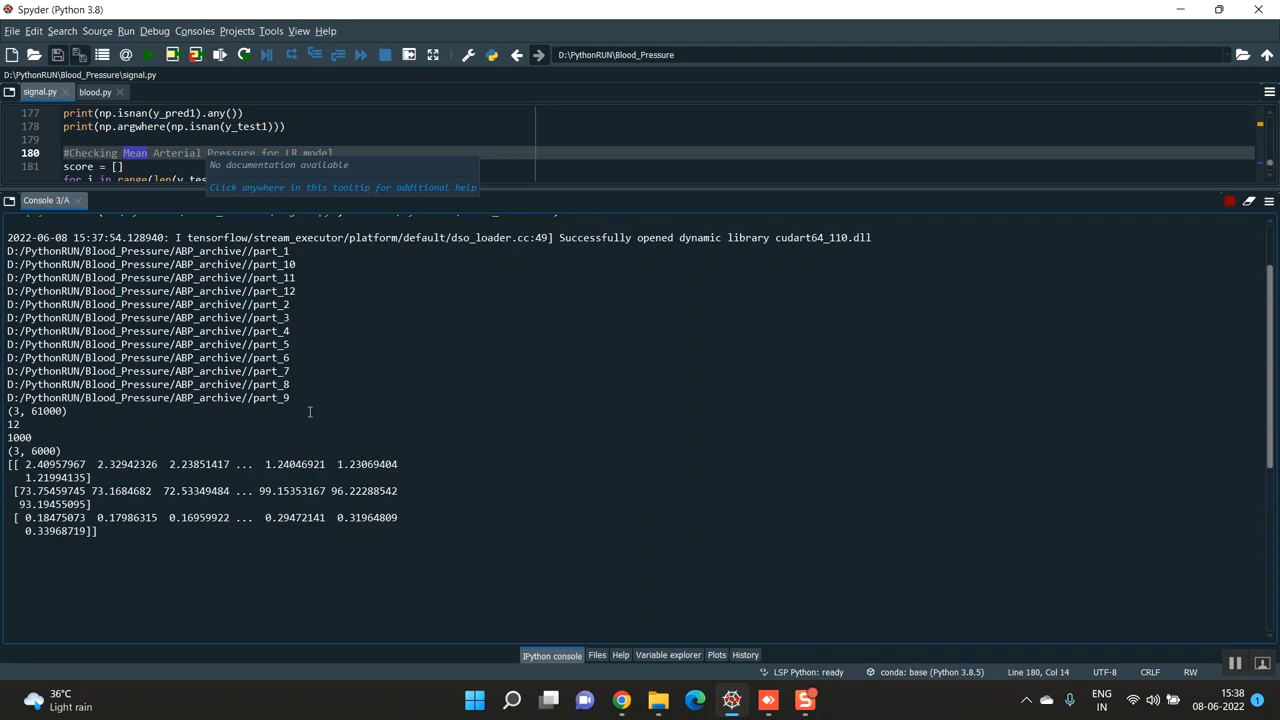 Spyder (Python 3.8)
File Edit Search Source Run Debug Consoles Projects Tools View Help
D:\PythonRUN\Blood_Pressure
D:\PythonRUN\Blood_Pressure\signal.py
signal.py blood.py
177 print(np.isnan(y_pred1).any())
178 print(np.argwhere(np.isnan(y_test1)))
179
180 #Checking Mean Arterial Pressure for LR model
No documentation available
181 score = []
for i in range(len(y_tes
Click anywhere in this tooltip for additional help
Console 3/A
2022-06-08 15:37:54.128940: I tensorflow/stream_executor/platform/default/dso_loader.cc:49] Successfully opened dynamic library cudart64_110.dll
D:/PythonRUN/Blood_Pressure/ABP_archive//part_1
D:/PythonRUN/Blood_Pressure/ABP_archive//part_10
D:/PythonRUN/Blood_Pressure/ABP_archive//part_11
D:/PythonRUN/Blood_Pressure/ABP_archive//part_12
D:/PythonRUN/Blood_Pressure/ABP_archive//part_2
D:/PythonRUN/Blood_Pressure/ABP_archive//part_3
D:/PythonRUN/Blood_Pressure/ABP_archive//part_4
D:/PythonRUN/Blood_Pressure/ABP_archive//part_5
D:/PythonRUN/Blood_Pressure/ABP_archive//part_6
D:/PythonRUN/Blood_Pressure/ABP_archive//part_7
D:/PythonRUN/Blood_Pressure/ABP_archive//part_8
D:/PythonRUN/Blood_Pressure/ABP_archive//part_9
(3, 61000)
12
1000
(3, 6000)
[[ 2.40957967 2.32942326 2.23851417 ... 1.24046921 1.23069404
1.21994135]
[73.75459745 73.1684682 72.53349484 ... 99.15353167 96.22288542
93.19455095]
[ 0.18475073 0.17986315 0.16959922 ... 0.29472141 0.31964809
0.33968719]]
IPython console Files Help Variable explorer Plots History
LSP Python: ready conda: base (Python 3.8.5) Line 180, Col 14 UTF-8 CRLF RW
36°C
Light rain
ENG
IN
15:38
08-06-2022
1